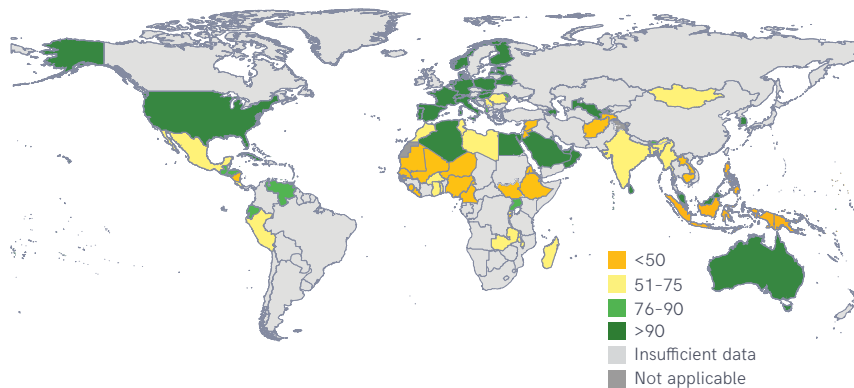 <50
51–75
76–90
>90
Insufficient data
Not applicable